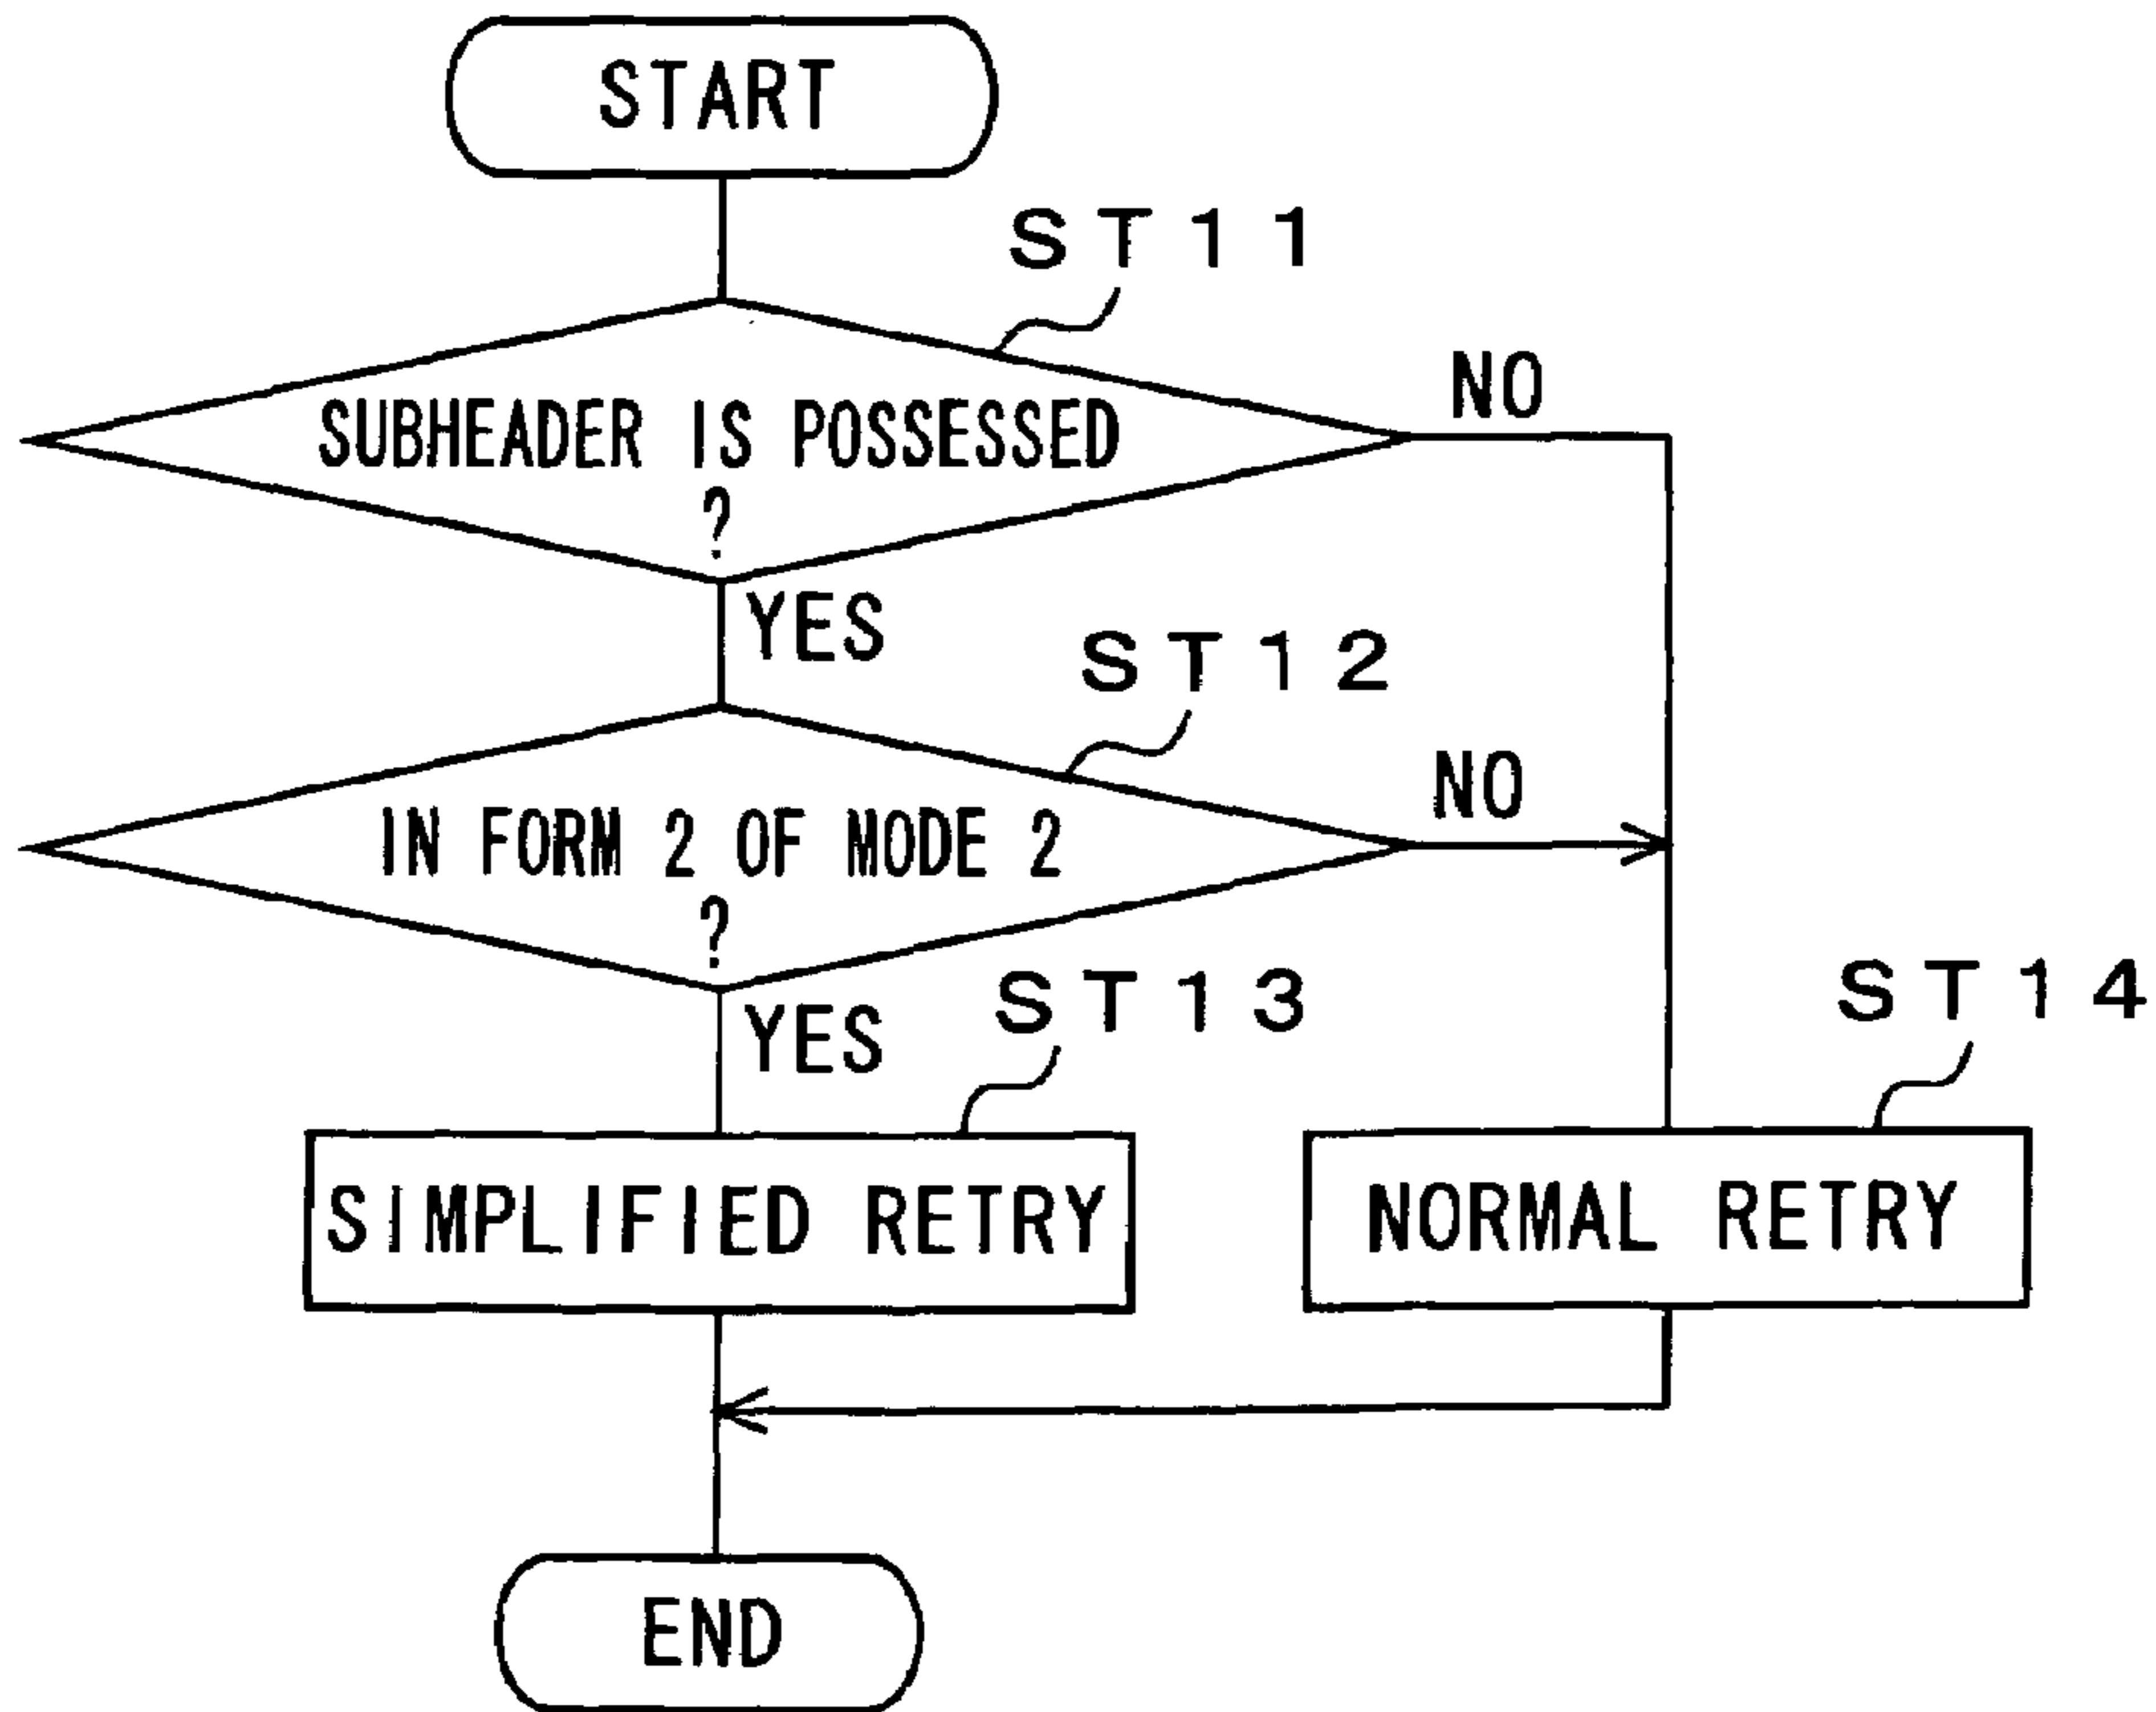 START
ST11
NO
SUBHEADER IS POSSESSED
?
YES
ST12
NO
IN FORM 2 OF MODE 2
?
YES
ST13
ST14
SIMPLIFIED RETRY
NORMAL RETRY
END